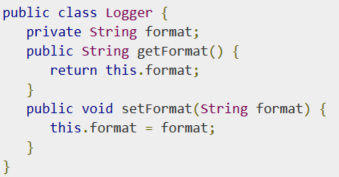 public class Logger {
   private String format;
   public String getFormat() {
      return this.format;
   }
   public void setFormat(String format) {
      this.format = format;
   }
}